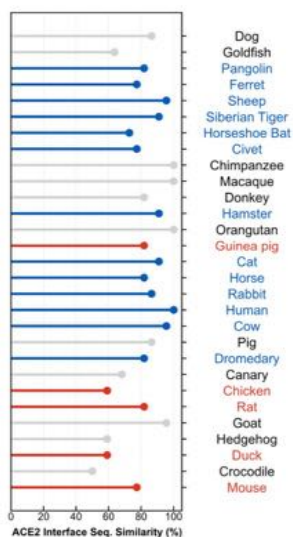 Dog
Goldfish
Pangolin
Ferret
Sheep
Siberian Tiger
Horseshoe Bat
Civet
Chimpanzee
Macaque
Donkey
Hamster
Orangutan
Guinea pig
Cat
Horse
Rabbit
Human
Cow
Pig
Dromedary
Canary
Chicken
Rat
Goat
Hedgehog
Duck
Crocodile
Mouse
0 20 40 60 80 100
ACE2 Interface Seq. Similarity (%)